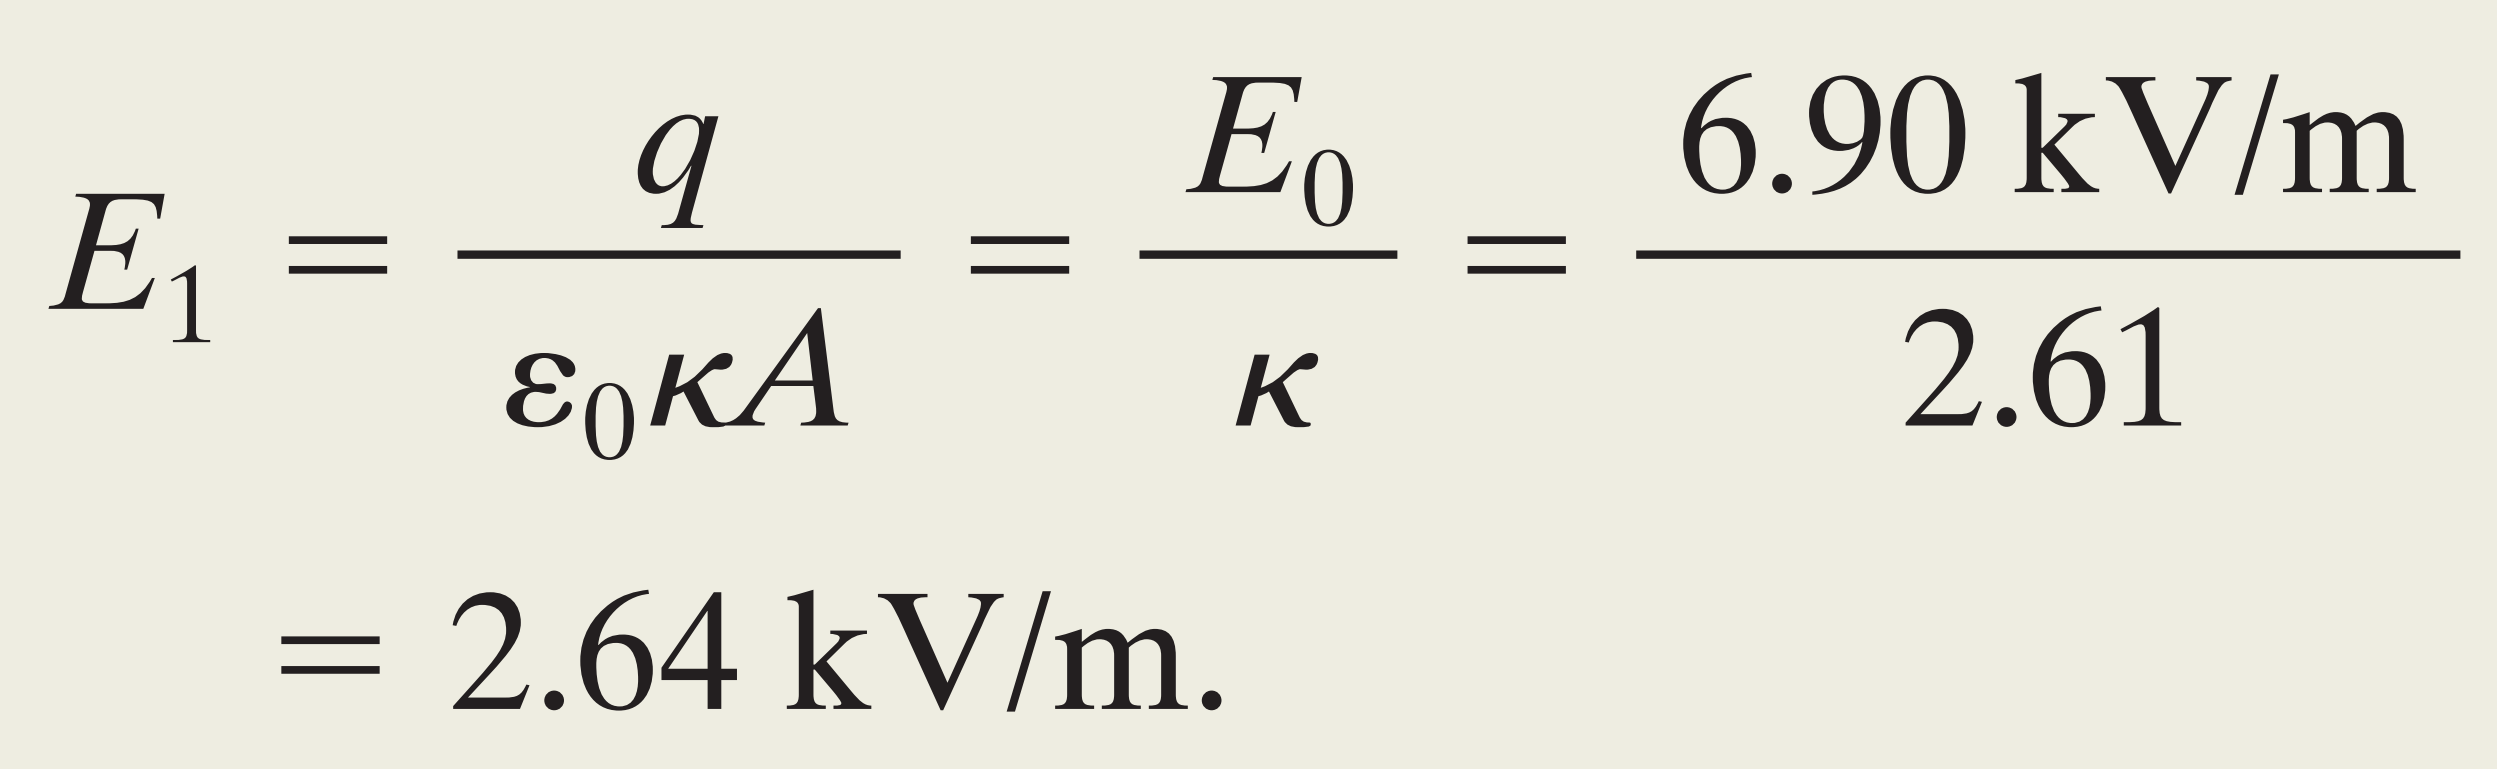 E₁ = q / ε₀κA = E₀ / κ = 6.90 kV/m / 2.61
= 2.64 kV/m.